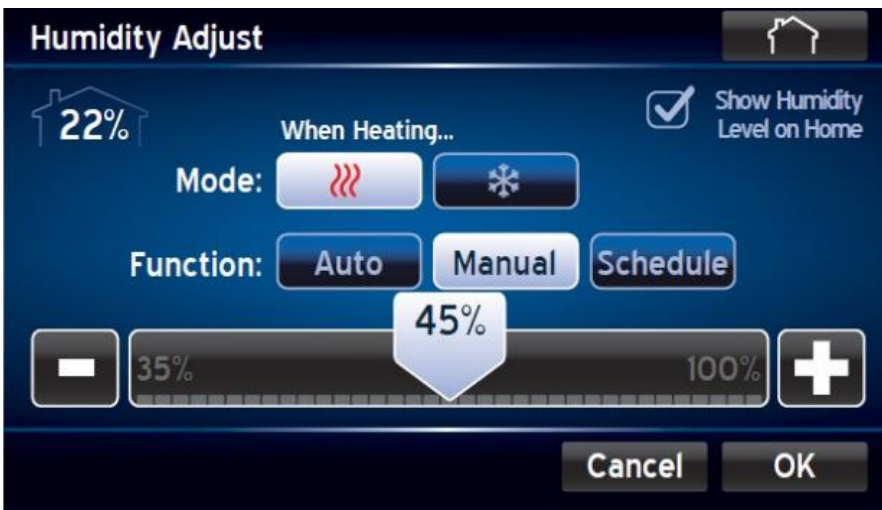 Humidity Adjust
22%
When Heating...
Show Humidity
Level on Home
Mode:
Function:
Auto
Manual
Schedule
45%
35%
100%
Cancel
OK